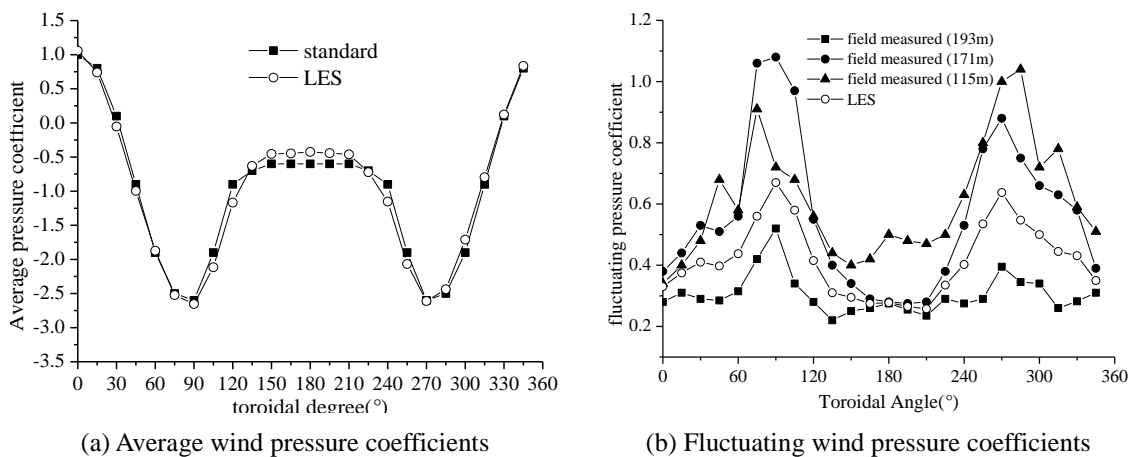 1.5
1.0
0.5
0.0
-0.5
-1.0
-1.5
-2.0
-2.5
-3.0
-3.5
Average pressure coefficient
standard
LES
0 30 60 90 120 150 180 210 240 270 300 330 360
toroidal degree(°)
(a) Average wind pressure coefficients
1.2
1.0
0.8
0.6
0.4
0.2
fluctuating pressure coefficient
field measured (193m)
field measured (171m)
field measured (115m)
LES
0 60 120 180 240 300 360
Toroidal Angle(°)
(b) Fluctuating wind pressure coefficients